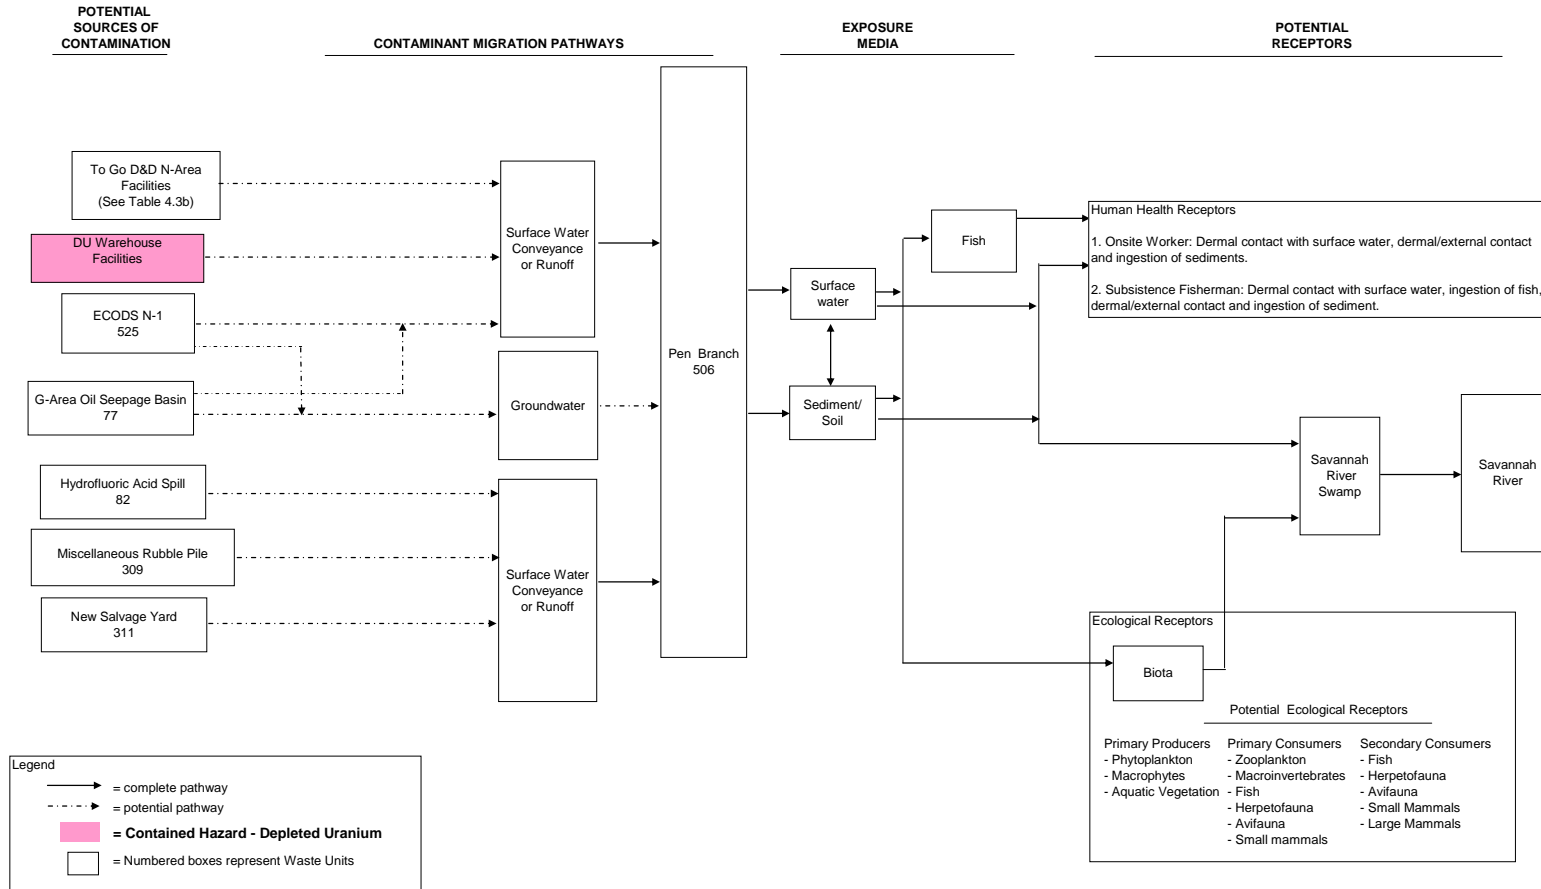 POTENTIAL
SOURCES OF
CONTAMINATION
CONTAMINANT MIGRATION PATHWAYS
EXPOSURE
MEDIA
POTENTIAL
RECEPTORS
To Go D&D N-Area
Facilities
(See Table 4.3b)
DU Warehouse
Facilities
ECODS N-1
525
G-Area Oil Seepage Basin
77
Hydrofluoric Acid Spill
82
Miscellaneous Rubble Pile
309
New Salvage Yard
311
Surface Water
Conveyance
or Runoff
Groundwater
Surface Water
Conveyance
or Runoff
Pen Branch
506
Surface
water
Sediment/
Soil
Fish
Human Health Receptors
1. Onsite Worker: Dermal contact with surface water, dermal/external contact
and ingestion of sediments.
2. Subsistence Fisherman: Dermal contact with surface water, ingestion of fish,
dermal/external contact and ingestion of sediment.
Savannah
River
Swamp
Savannah
River
Ecological Receptors
Biota
Potential Ecological Receptors
Primary Producers
- Phytoplankton
- Macrophytes
- Aquatic Vegetation
Primary Consumers
- Zooplankton
- Macroinvertebrates
- Fish
- Herpetofauna
- Avifauna
- Small mammals
Secondary Consumers
- Fish
- Herpetofauna
- Avifauna
- Small Mammals
- Large Mammals
Legend
= complete pathway
= potential pathway
= Contained Hazard - Depleted Uranium
= Numbered boxes represent Waste Units